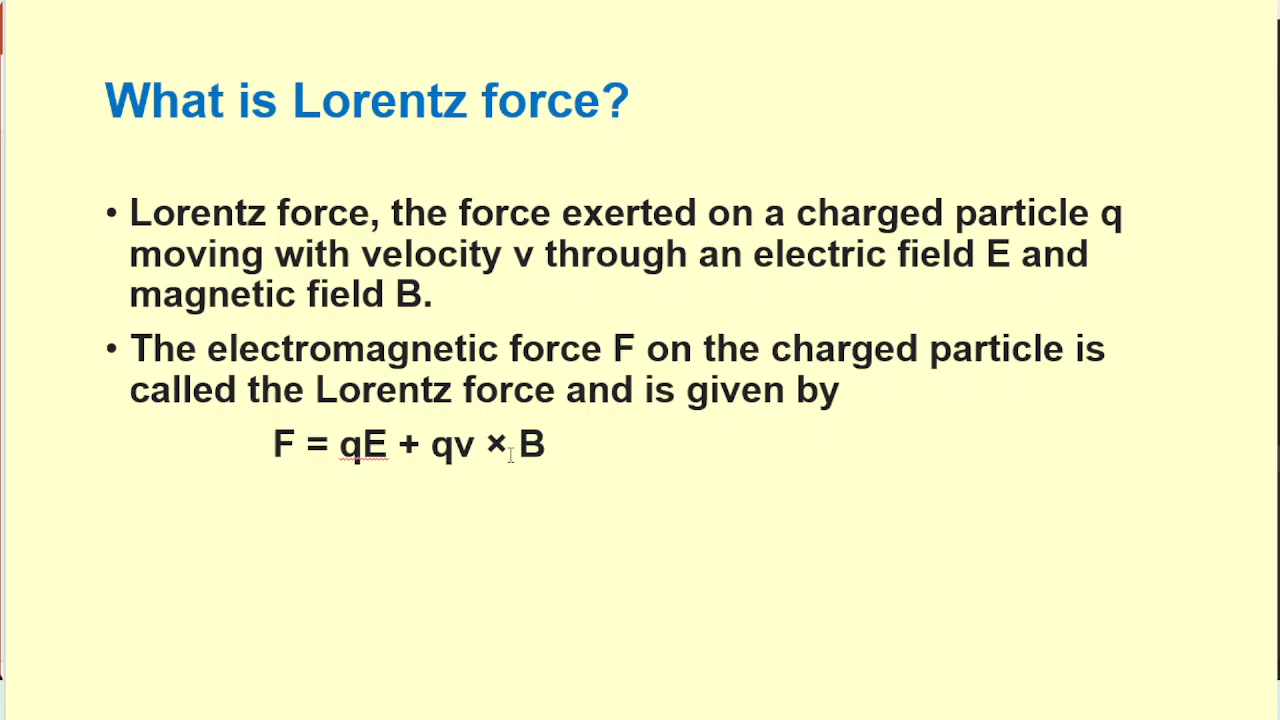 What is Lorentz force?
• Lorentz force, the force exerted on a charged particle q
moving with velocity v through an electric field E and
magnetic field B.
• The electromagnetic force F on the charged particle is
called the Lorentz force and is given by
F = qE + qv × B